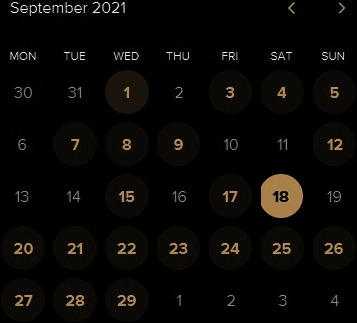 September 2021
MON TUE WED THU FRI SAT SUN
30 31 1 2 3 4 5
6 7 8 9 10 11 12
13 14 15 16 17 18 19
20 21 22 23 24 25 26
27 28 29 1 2 3 4